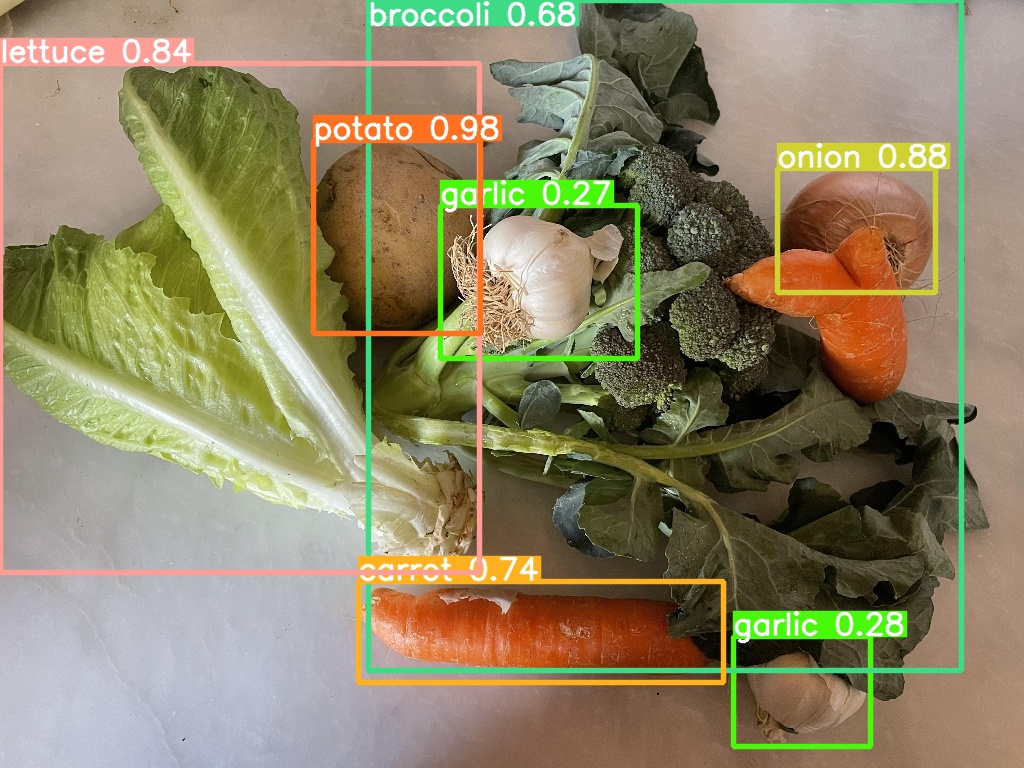 broccoli 0.68
lettuce 0.84
potato 0.98
onion 0.88
garlic 0.27
carrot 0.74
garlic 0.28